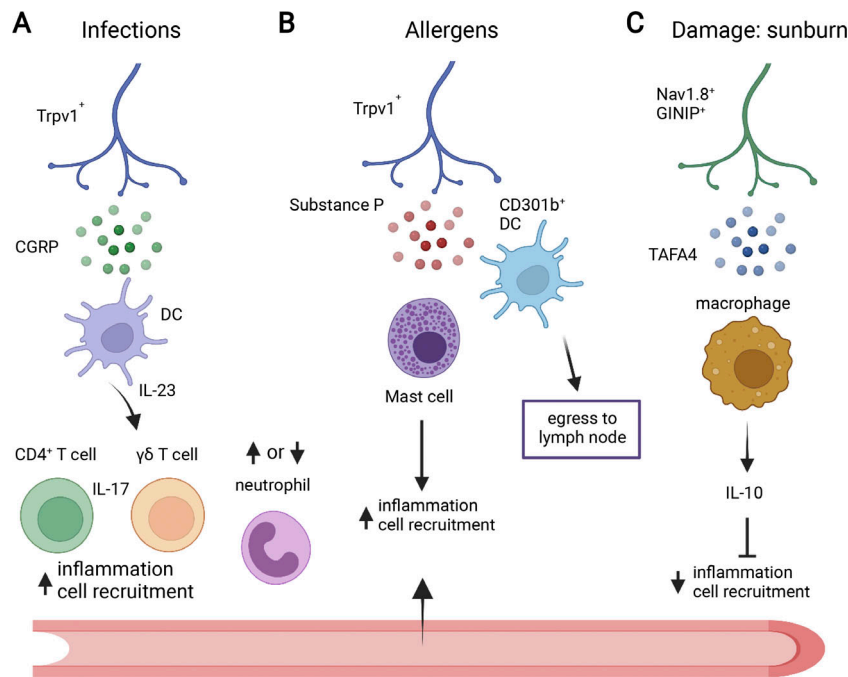 A
Infections
Trpv1⁺
CGRP
DC
IL-23
CD4⁺ T cell
γδ T cell
IL-17
inflammation
cell recruitment
or
neutrophil
B
Allergens
Trpv1⁺
Substance P
CD301b⁺
DC
Mast cell
egress to
lymph node
inflammation
cell recruitment
C
Damage: sunburn
Nav1.8⁺
GINIP⁺
TAFA4
macrophage
IL-10
inflammation
cell recruitment